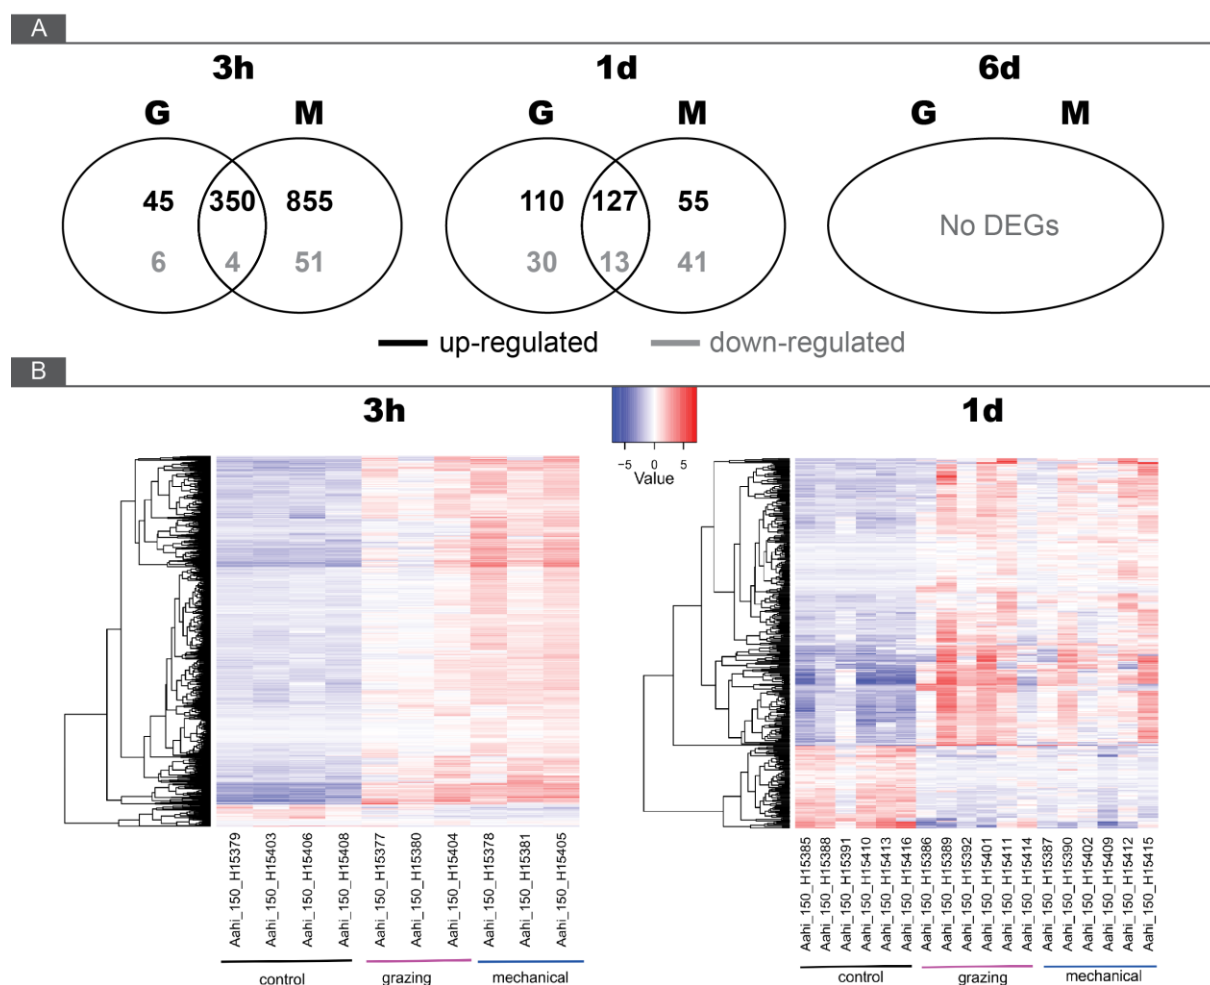 A
3h 1d 6d
G M G M G M
45 350 855 110 127 55
No DEGs
6 4 51 30 13 41
up-regulated down-regulated
B
3h 1d
−5 0 5
Value
Aahi_150_H15379
Aahi_150_H15403
Aahi_150_H15406
Aahi_150_H15408
Aahi_150_H15377
Aahi_150_H15380
Aahi_150_H15404
Aahi_150_H15378
Aahi_150_H15381
Aahi_150_H15405
control grazing mechanical
Aahi_150_H15385
Aahi_150_H15388
Aahi_150_H15391
Aahi_150_H15410
Aahi_150_H15413
Aahi_150_H15416
Aahi_150_H15386
Aahi_150_H15389
Aahi_150_H15392
Aahi_150_H15401
Aahi_150_H15411
Aahi_150_H15414
Aahi_150_H15387
Aahi_150_H15390
Aahi_150_H15402
Aahi_150_H15409
Aahi_150_H15412
Aahi_150_H15415
control grazing mechanical